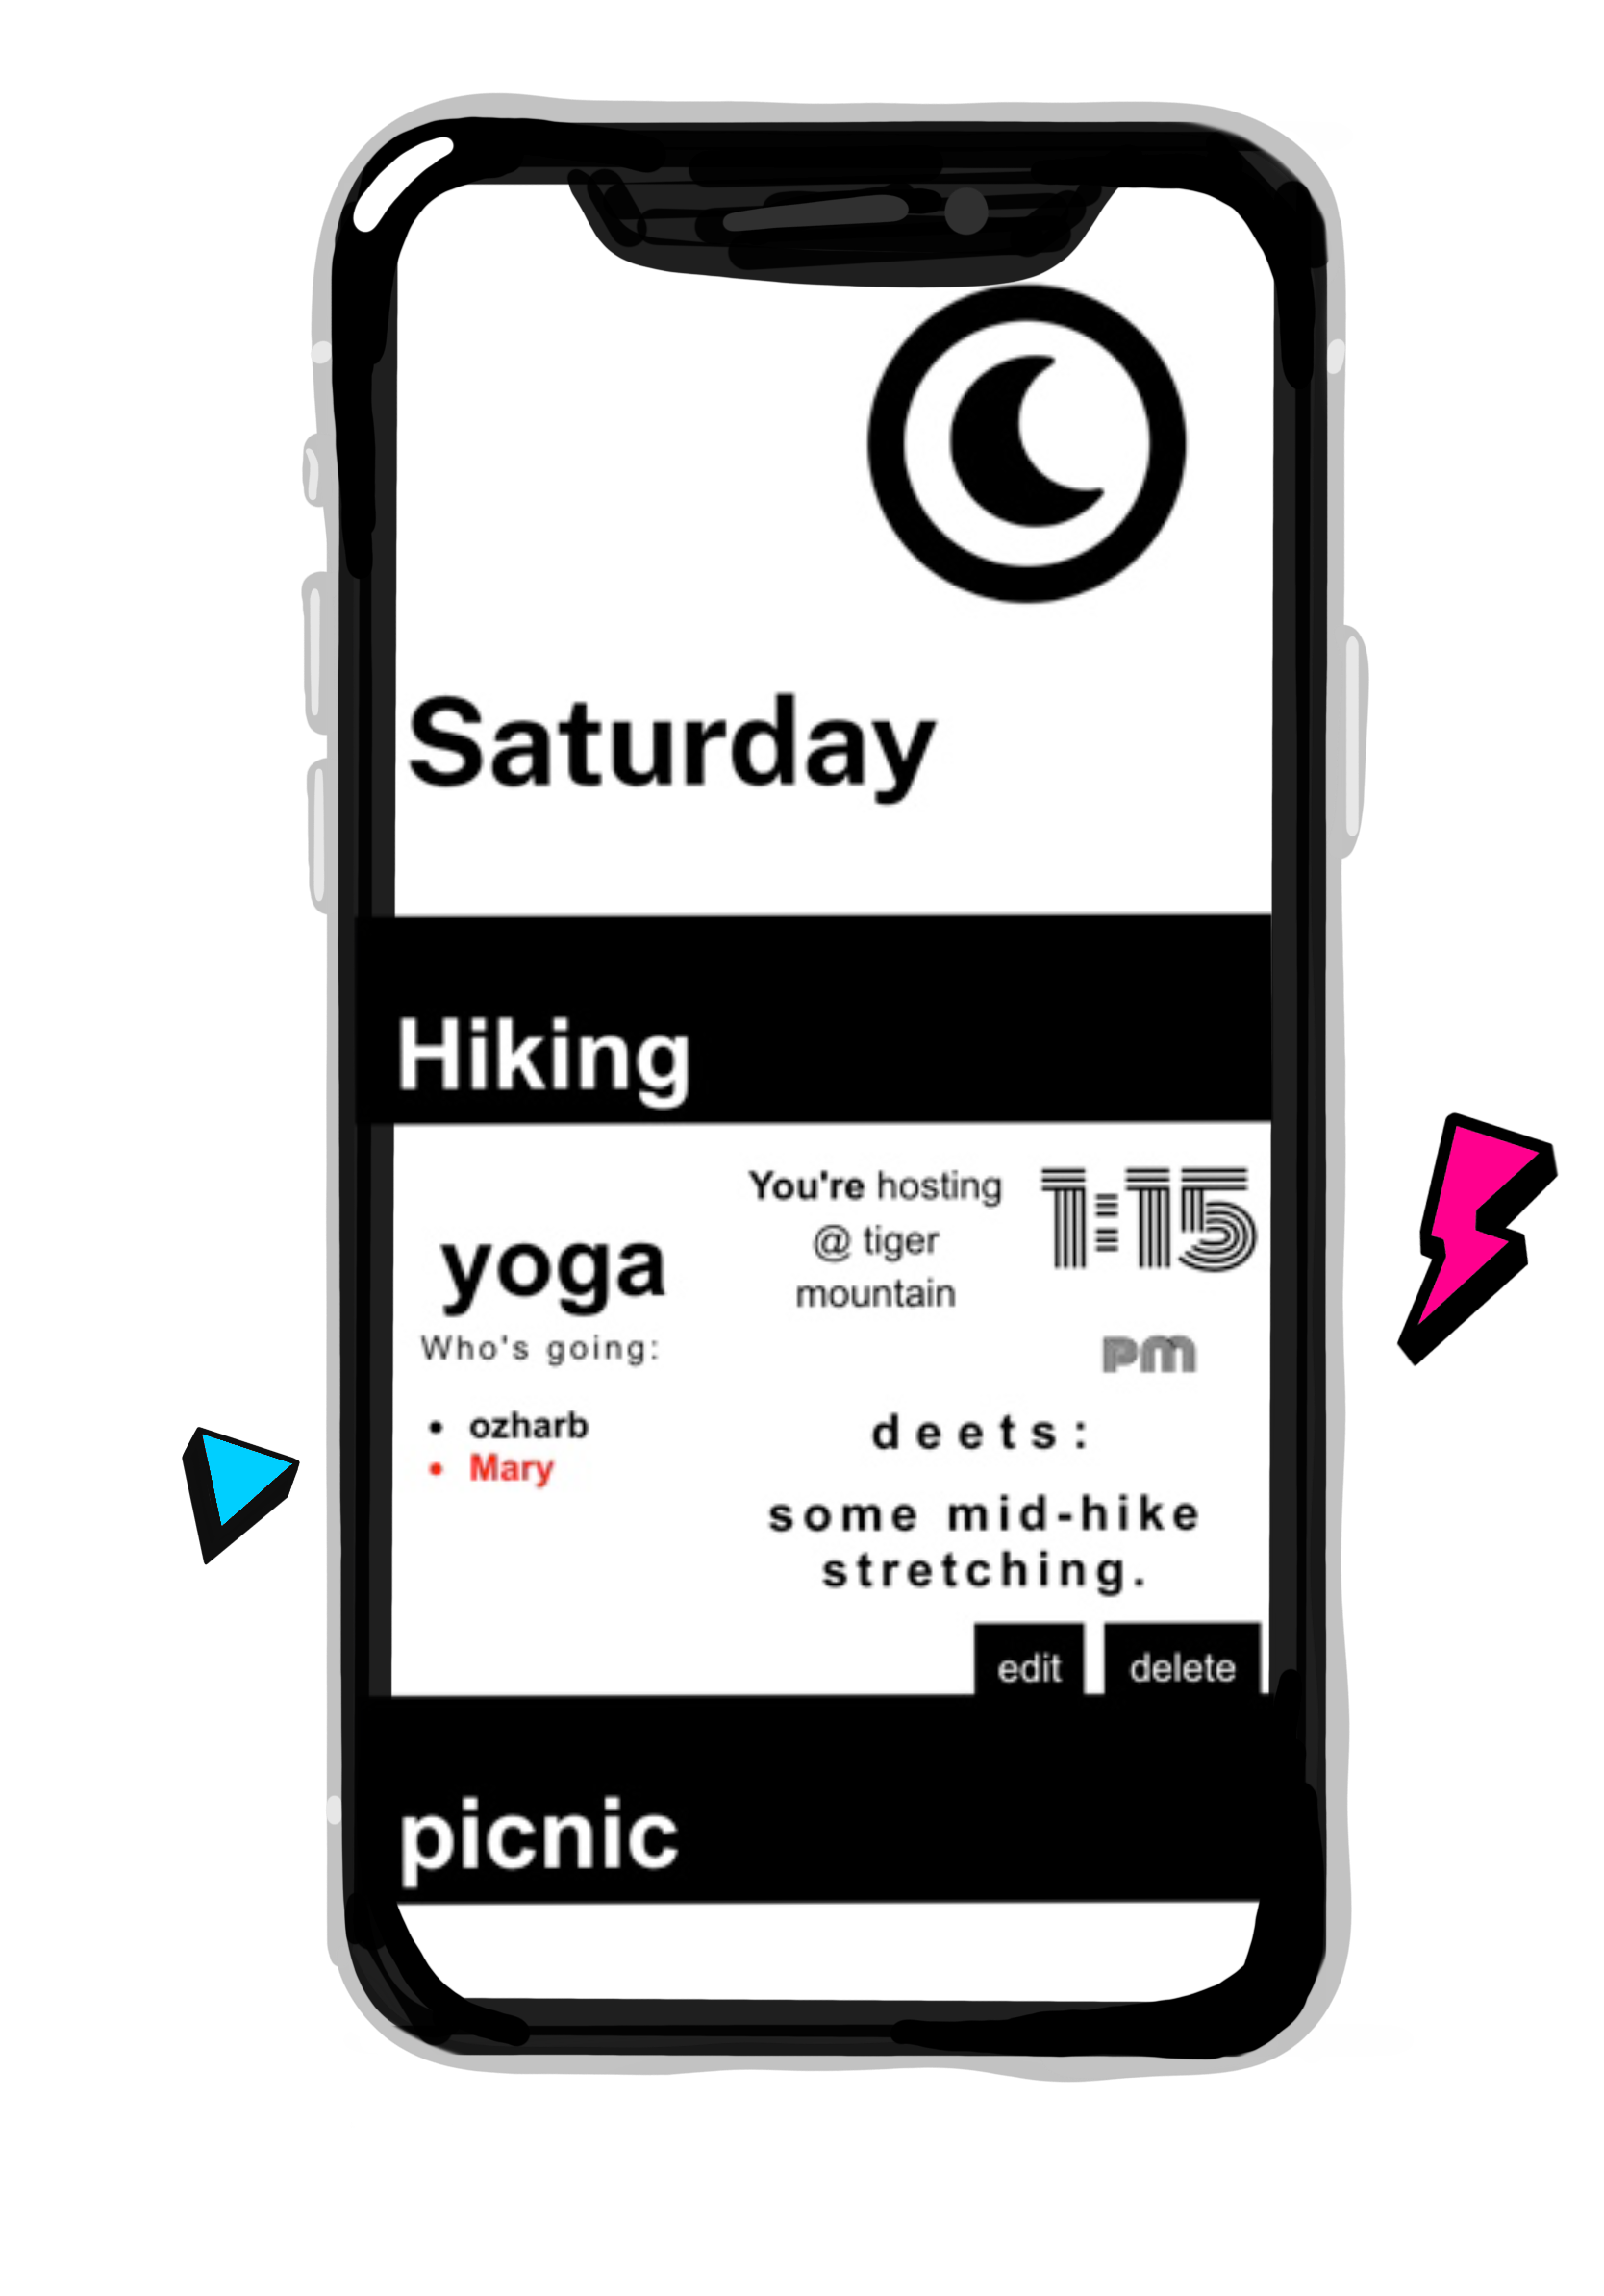 Saturday
Hiking
yoga
Who's going:
• ozharb
• Mary
You're hosting
@ tiger
mountain
1:15
pm
deets:
some mid-hike
stretching.
edit delete
picnic